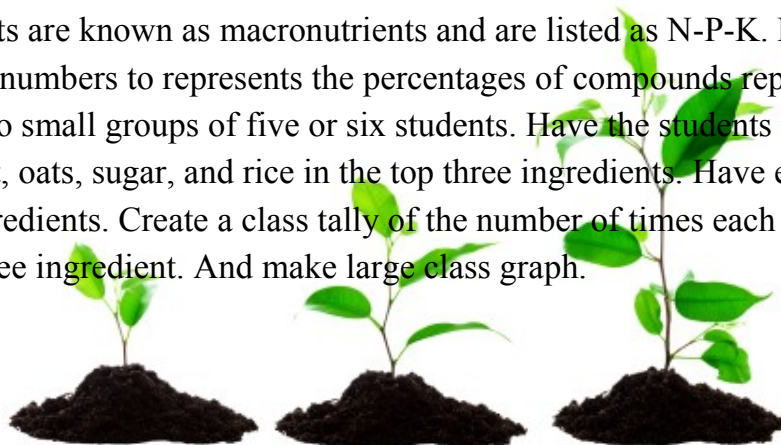 ts are known as macronutrients and are listed as N-P-K.
numbers to represents the percentages of compounds rep
o small groups of five or six students. Have the students
, oats, sugar, and rice in the top three ingredients. Have e
redients. Create a class tally of the number of times each
ee ingredient. And make large class graph.